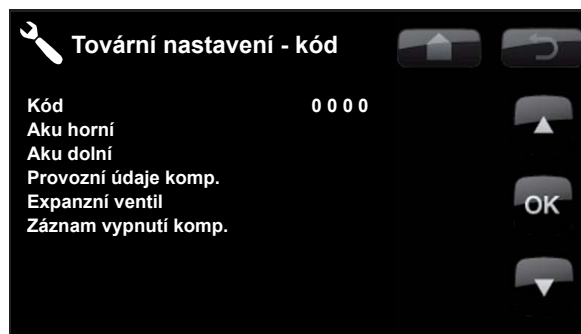 Tovární nastavení - kód
Kód 0 0 0 0
Aku horní
Aku dolní
Provozní údaje komp.
OK
Expanzní ventil
Záznam vypnutí komp.